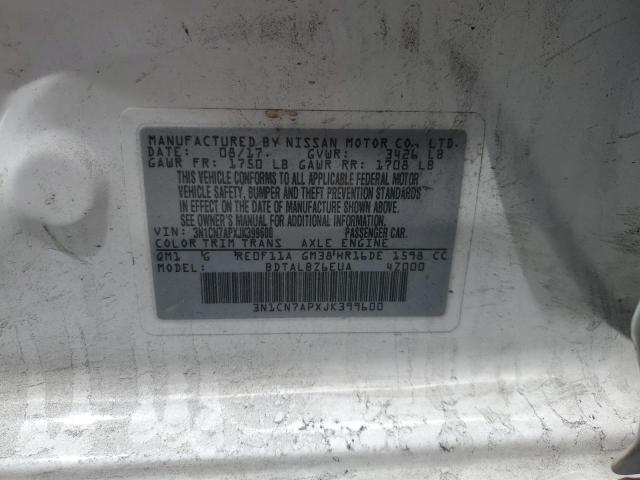 MANUFACTURED BY NISSAN MOTOR CO., LTD.
DATE: 08/17. GVWR: 3426 LB
GAWR FR: 1750 LB GAWR RR: 1708 LB
THIS VEHICLE CONFORMS TO ALL APPLICABLE FEDERAL MOTOR
VEHICLE SAFETY, BUMPER AND THEFT PREVENTION STANDARDS
IN EFFECT ON THE DATE OF MANUFACTURE SHOWN ABOVE.
SEE OWNER'S MANUAL FOR ADDITIONAL INFORMATION.
VIN: 3N1CN7APXJK399600 PASSENGER CAR.
COLOR TRIM TRANS AXLE ENGINE
QM1 G RE0F11A GM38 HR16DE 1598 CC
MODEL: BDTALBZ6EUA 47000
3N1CN7APXJK399600